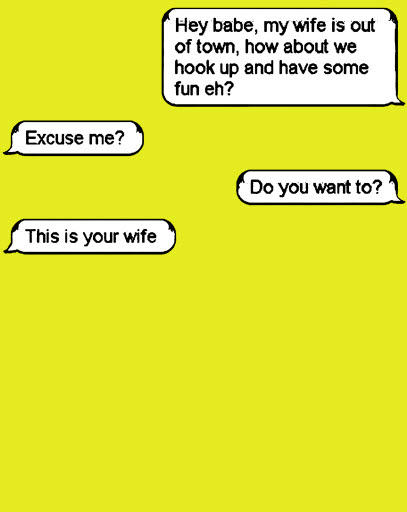 Hey babe, my wife is out
of town, how about we
hook up and have some
fun eh?
Excuse me?
Do you want to?
This is your wife